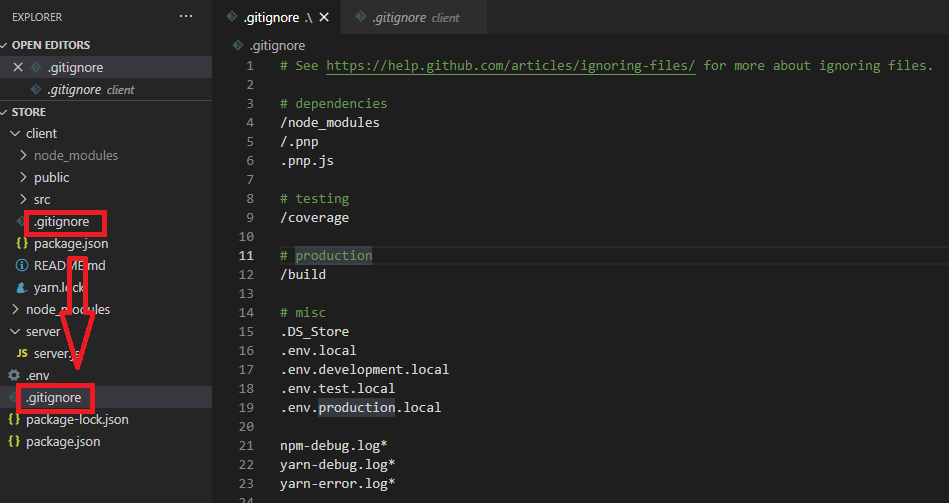 EXPLORER ···
OPEN EDITORS
.gitignore
.gitignore client
STORE
client
node_modules
public
src
.gitignore
package.json
README.md
yarn.lock
node_modules
server
server.js
.env
.gitignore
package-lock.json
package.json
.gitignore .\
.gitignore client
.gitignore
1 # See https://help.github.com/articles/ignoring-files/ for more about ignoring files.
2
3 # dependencies
4 /node_modules
5 /.pnp
6 .pnp.js
7
8 # testing
9 /coverage
10
11 # production
12 /build
13
14 # misc
15 .DS_Store
16 .env.local
17 .env.development.local
18 .env.test.local
19 .env.production.local
20
21 npm-debug.log*
22 yarn-debug.log*
23 yarn-error.log*
24